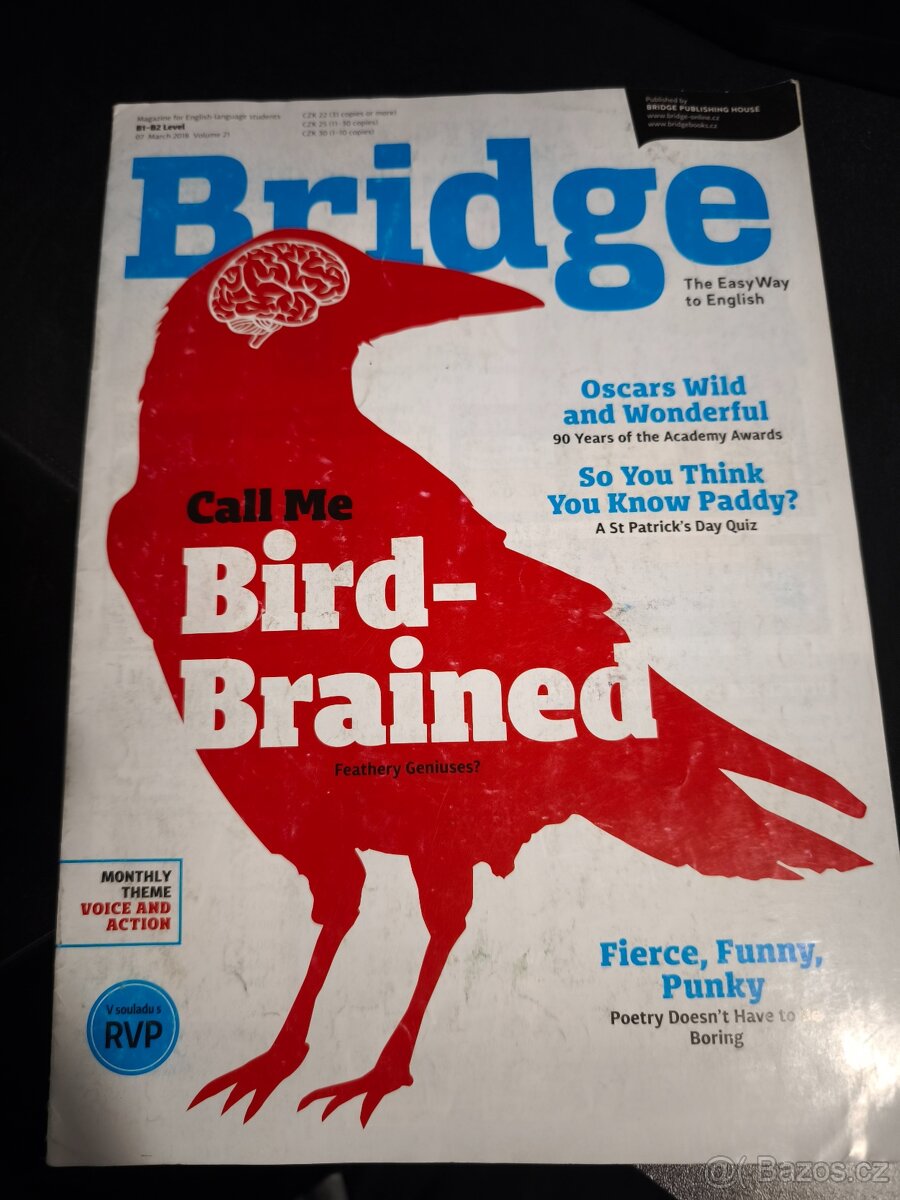 Magazine for English-language students
B1–B2 Level
07 March 2018 Volume 21
CZK 22 (31 copies or more)
CZK 25 (11–30 copies)
CZK 30 (1–10 copies)
Published by
BRIDGE PUBLISHING HOUSE
www.bridge-online.cz
www.bridgebooks.cz
Bridge
The Easy Way
to English
Oscars Wild
and Wonderful
90 Years of the Academy Awards
So You Think
You Know Paddy?
A St Patrick's Day Quiz
Call Me
Bird-
Brained
Feathery Geniuses?
MONTHLY
THEME
VOICE AND
ACTION
V souladu s
RVP
Fierce, Funny,
Punky
Poetry Doesn't Have to Be
Boring
@ Bazos.cz